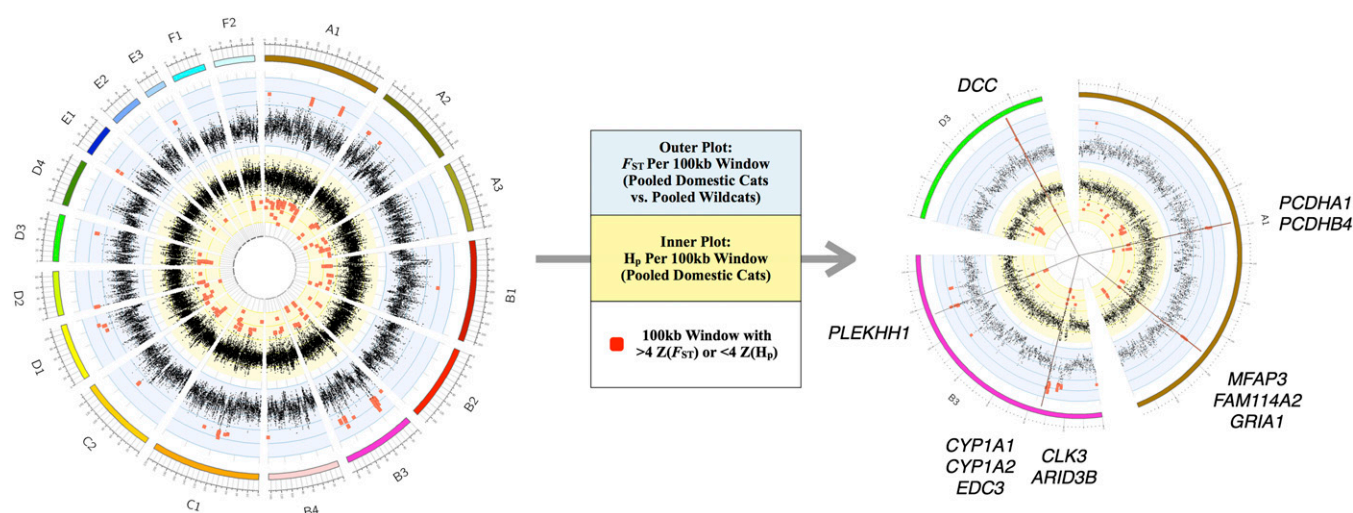 A1
A2
A3
B1
B2
B3
B4
C1
C2
D1
D2
D3
D4
E1
E2
E3
F1
F2
Outer Plot:
FST Per 100kb Window
(Pooled Domestic Cats
vs. Pooled Wildcats)
Inner Plot:
Hp Per 100kb Window
(Pooled Domestic Cats)
100kb Window with
>4 Z(FST) or <4 Z(Hp)
DCC
D3
A1
PCDHA1
PCDHB4
MFAP3
FAM114A2
GRIA1
CLK3
ARID3B
CYP1A1
CYP1A2
EDC3
B3
PLEKHH1